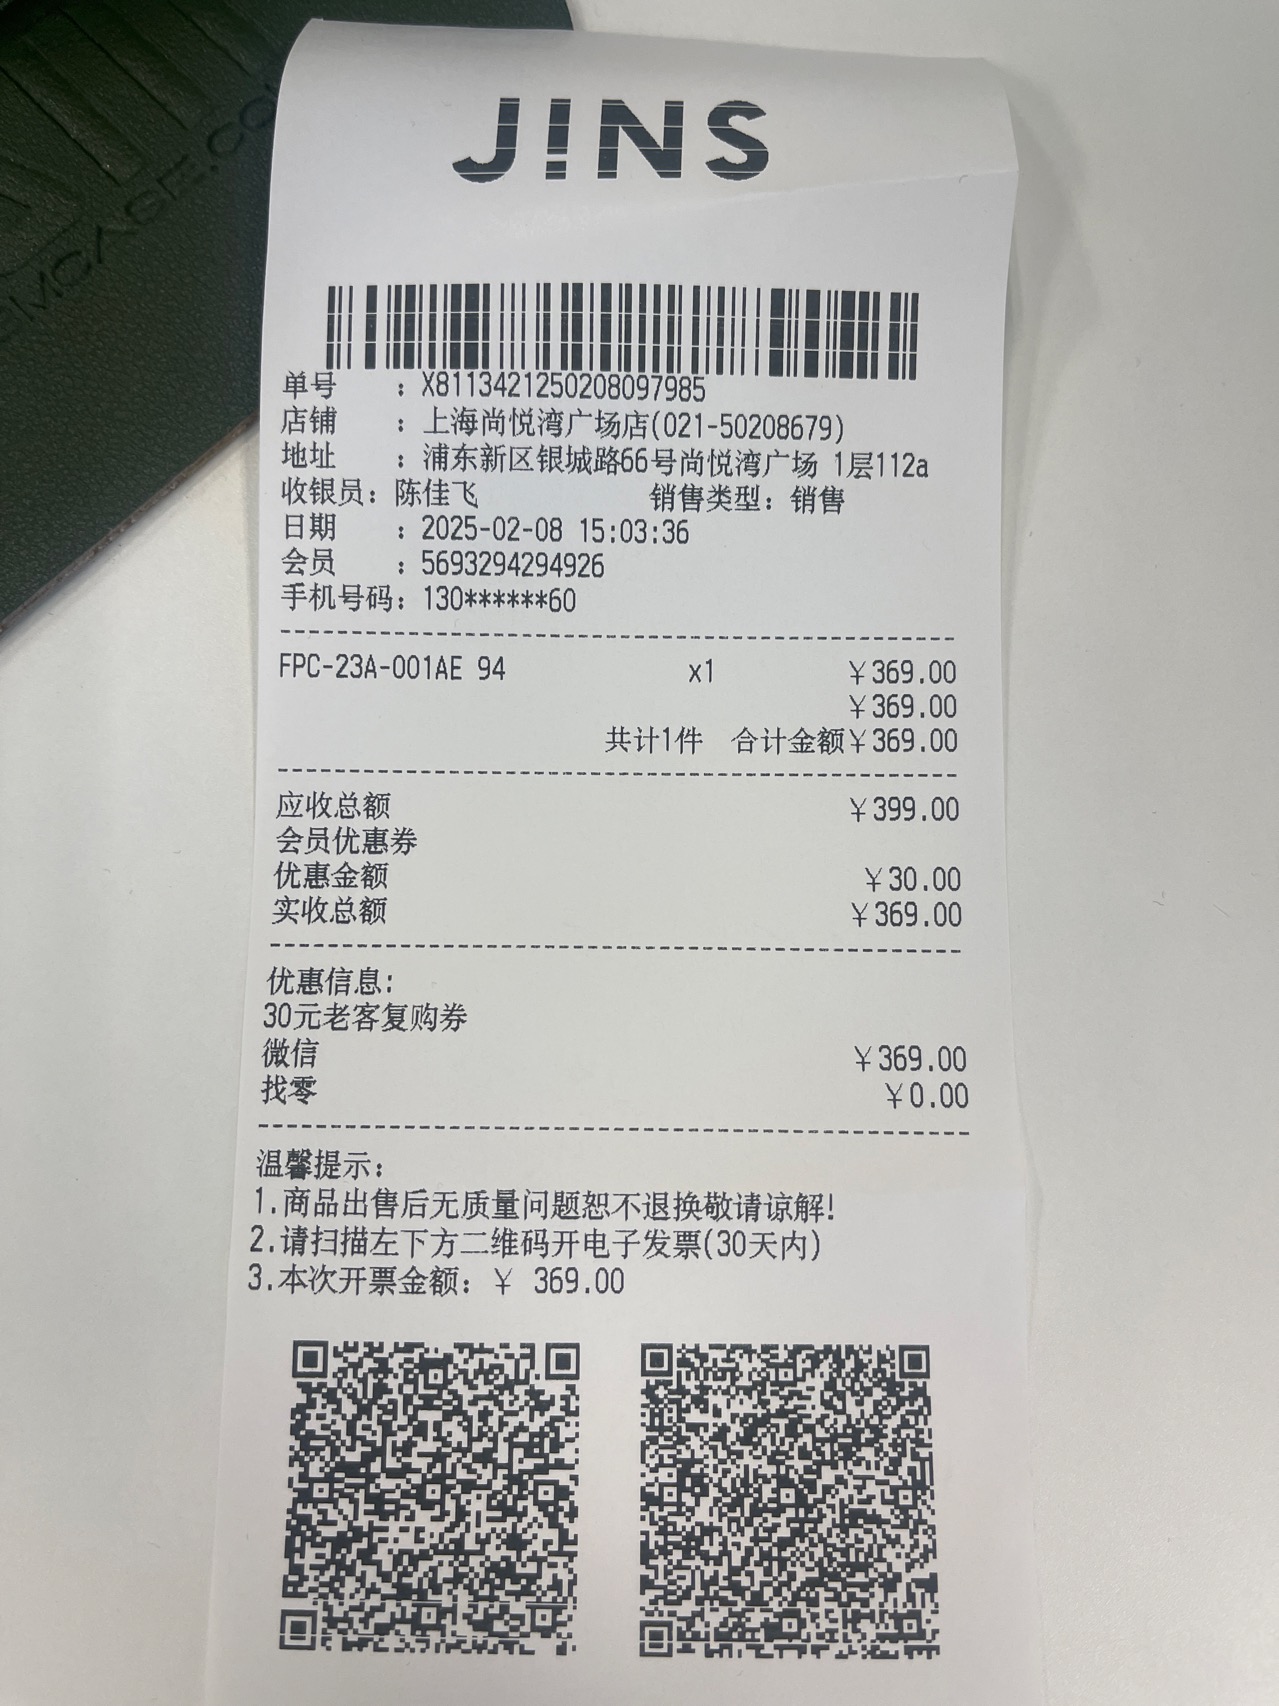 JINS
单号 : X8113421250208097985
店铺 : 上海尚悦湾广场店(021-50208679)
地址 : 浦东新区银城路66号尚悦湾广场 1层112a
收银员: 陈佳飞 销售类型: 销售
日期 : 2025-02-08 15:03:36
会员 : 5693294294926
手机号码: 130******60
FPC-23A-001AE 94 x1 ￥369.00
￥369.00
共计1件 合计金额￥369.00
应收总额 ￥399.00
会员优惠券
优惠金额 ￥30.00
实收总额 ￥369.00
优惠信息:
30元老客复购券
微信 ￥369.00
找零 ￥0.00
温馨提示:
1.商品出售后无质量问题恕不退换敬请谅解!
2.请扫描左下方二维码开电子发票(30天内)
3.本次开票金额: ￥ 369.00